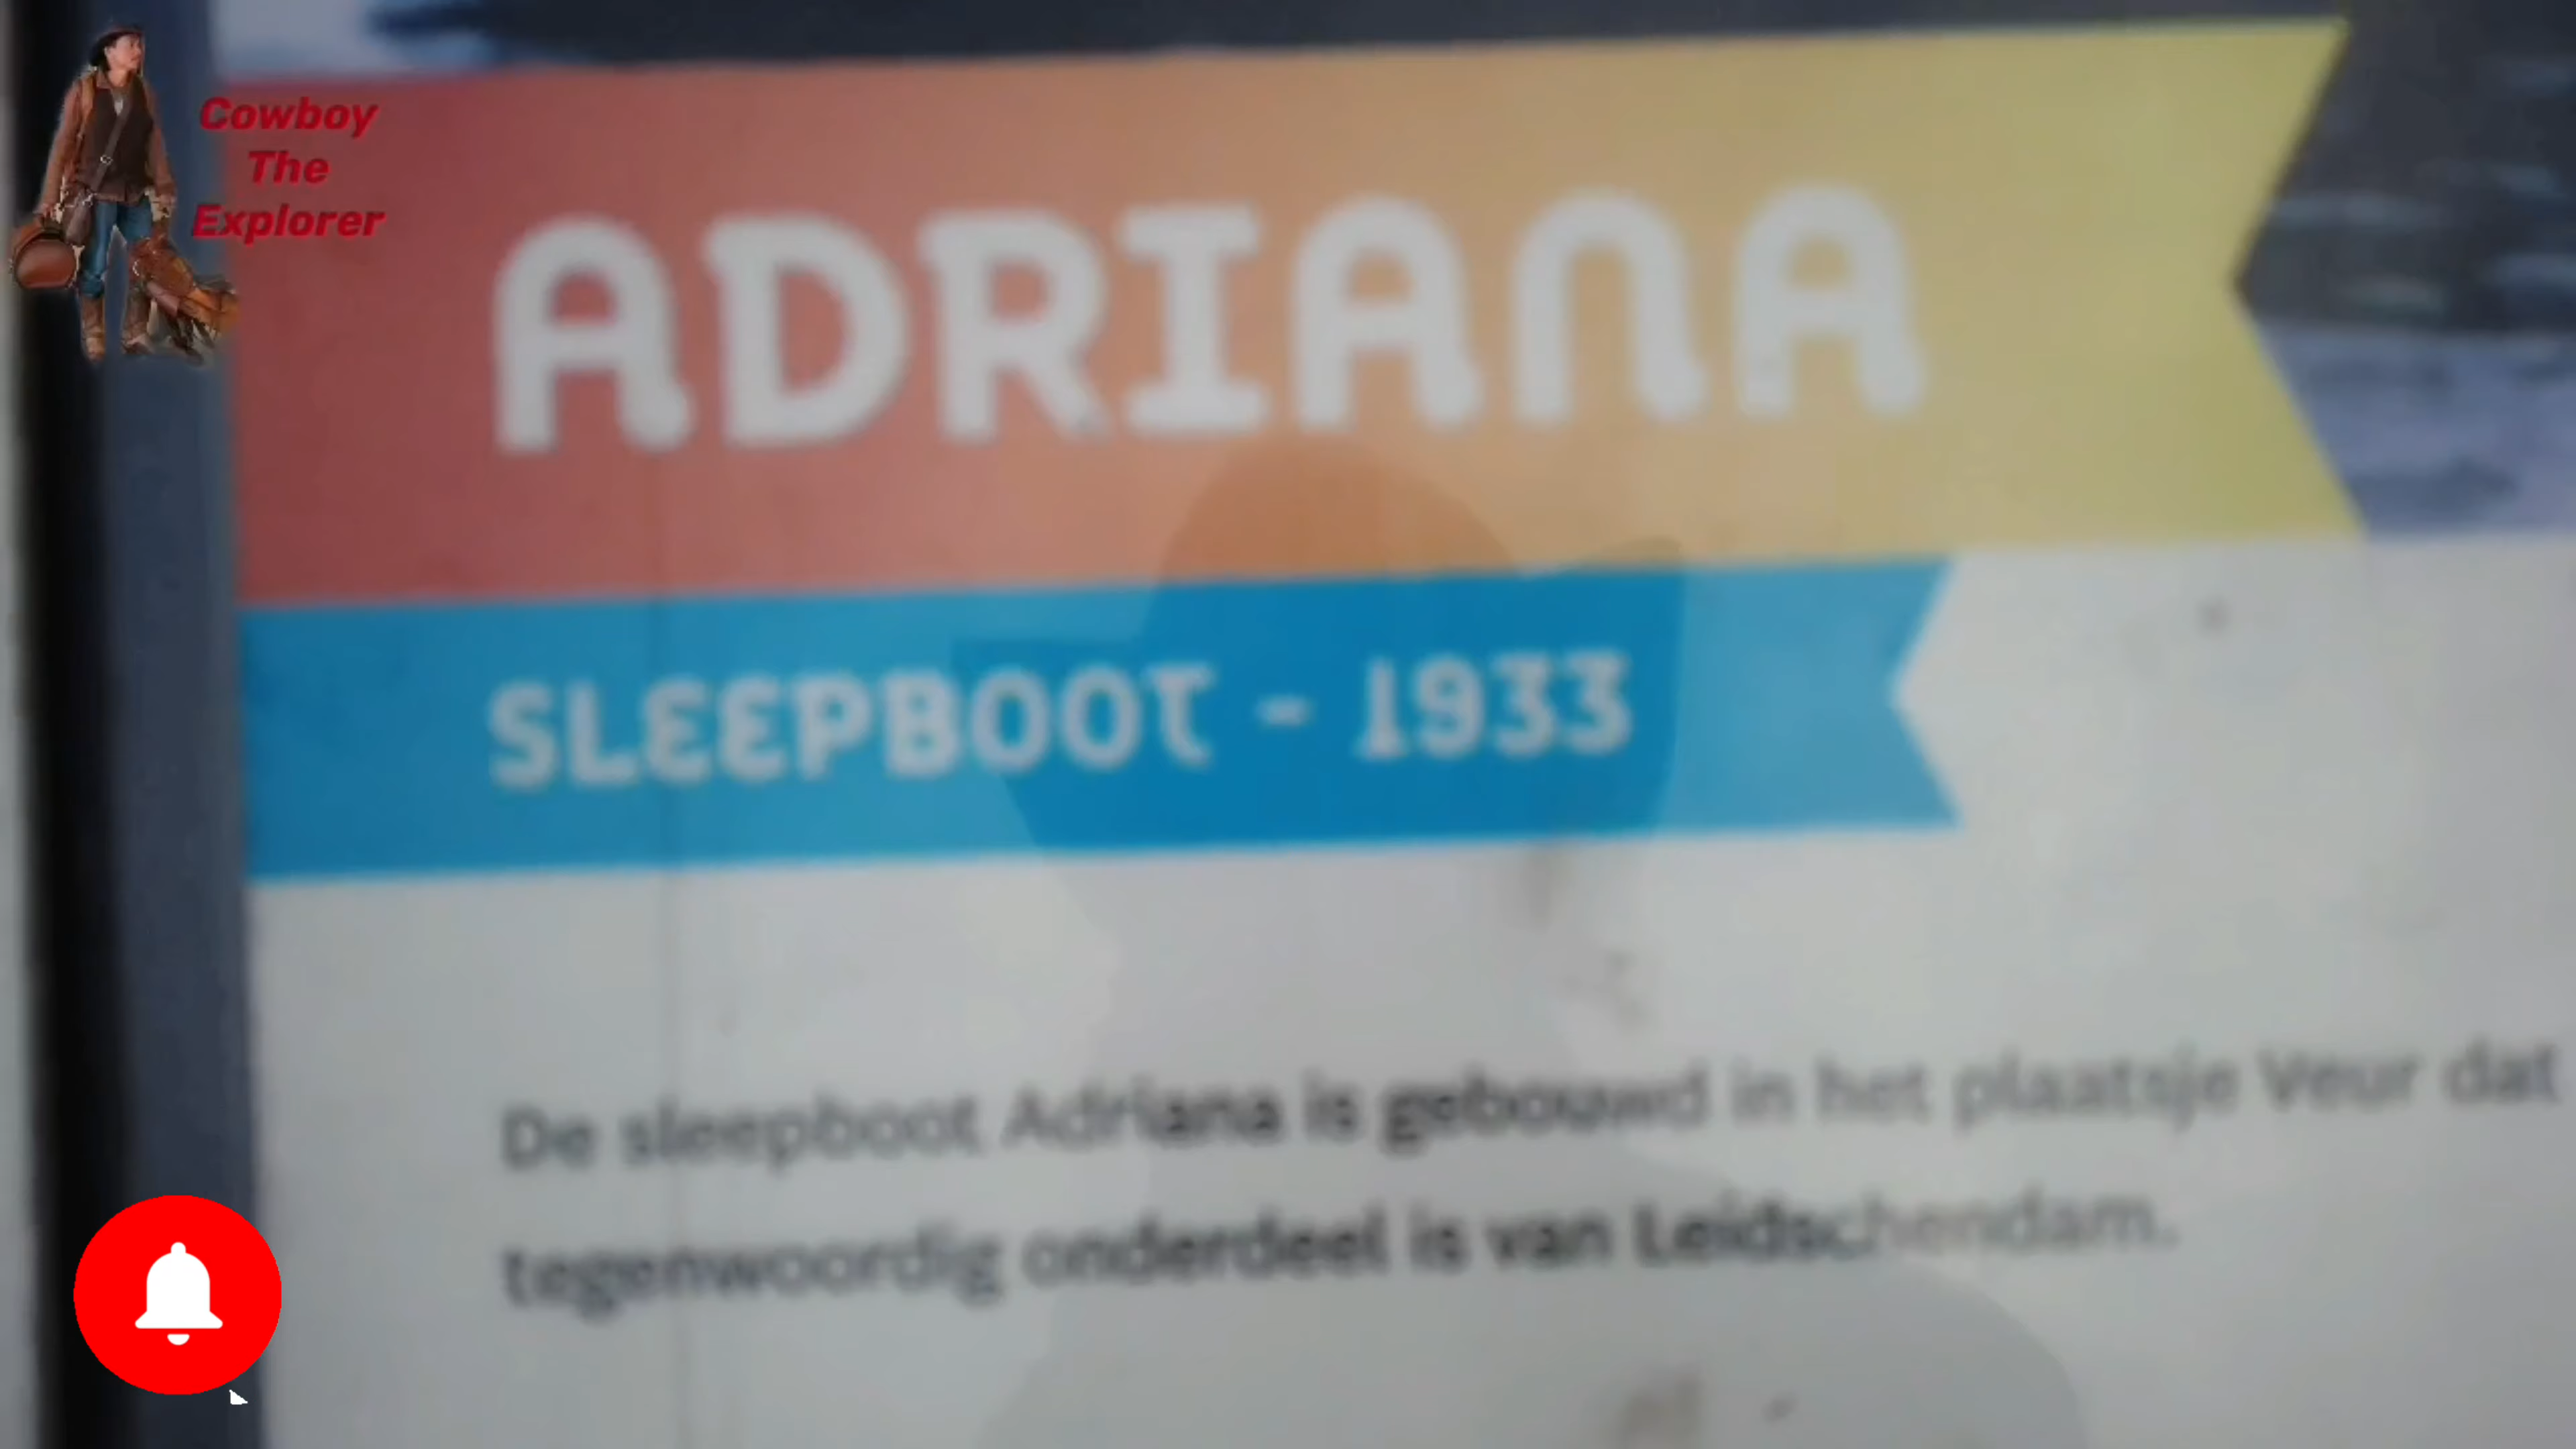 Cowboy
The
Explorer
ADRIANA
SLEEPBOOT - 1933
De sleepboot Adriana is gebouwd in het plaatsje Veur dat
tegenwoordig onderdeel is van Leidschendam.